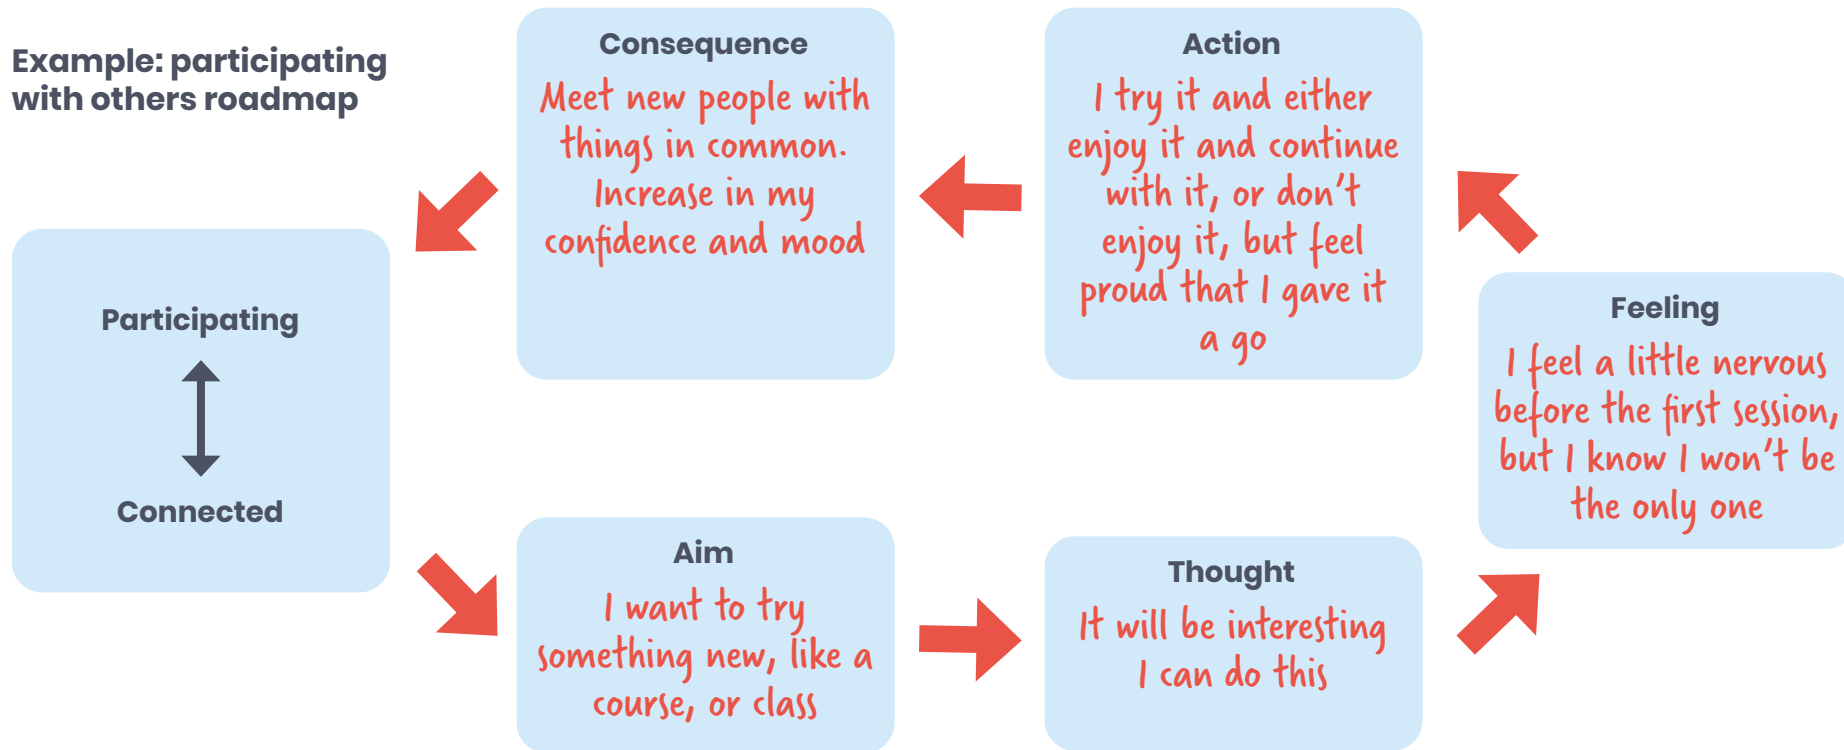 Example: participating
with others roadmap
Consequence
Meet new people with
things in common.
Increase in my
confidence and mood
Action
I try it and either
enjoy it and continue
with it, or don't
enjoy it, but feel
proud that I gave it
a go
Participating
Connected
Feeling
I feel a little nervous
before the first session,
but I know I won't be
the only one
Aim
I want to try
something new, like a
course, or class
Thought
It will be interesting
I can do this